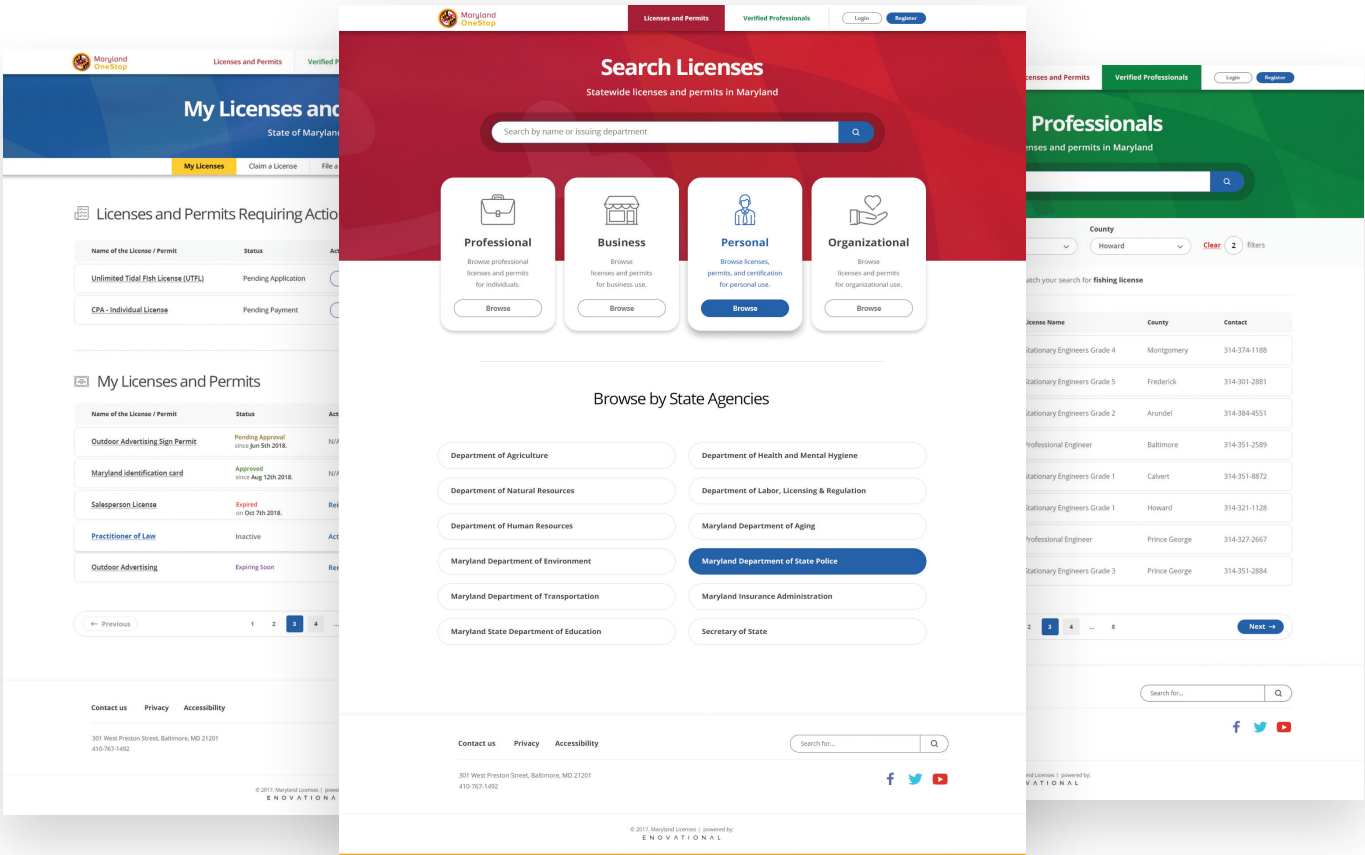 Maryland
OneStop
Licenses and Permits
Verified P
My Licenses and
State of Marylan
My Licenses
Claim a License
File a
Licenses and Permits Requiring Actio
Name of the License / Permit
Status
Act
Unlimited Tidal Fish License (UTFL)
Pending Application
CPA - Individual License
Pending Payment
My Licenses and Permits
Name of the License / Permit
Status
Act
Outdoor Advertising Sign Permit
Pending Approval
since Jun 5th 2018.
N/A
Maryland identification card
Approved
since Aug 12th 2018.
N/A
Salesperson License
Expired
on Oct 7th 2018.
Rei
Practitioner of Law
Inactive
Act
Outdoor Advertising
Expiring Soon
Ren
← Previous
1 2 3 4 ...
Contact us
Privacy
Accessibility
301 West Preston Street, Baltimore, MD 21201
410-767-1492
© 2017. Maryland Licenses | powe
ENOVATIONA
Maryland
OneStop
Licenses and Permits
Verified Professionals
Login
Register
Search Licenses
Statewide licenses and permits in Maryland
Search by name or issuing department
Professional
Browse professional
licenses and permits
for individuals.
Browse
Business
Browse
licenses and permits
for business use.
Browse
Personal
Browse licenses,
permits, and certification
for personal use.
Browse
Organizational
Browse
licenses and permits
for organizational use.
Browse
Browse by State Agencies
Department of Agriculture
Department of Health and Mental Hygiene
Department of Natural Resources
Department of Labor, Licensing & Regulation
Department of Human Resources
Maryland Department of Aging
Maryland Department of Environment
Maryland Department of State Police
Maryland Department of Transportation
Maryland Insurance Administration
Maryland State Department of Education
Secretary of State
Contact us
Privacy
Accessibility
Search for...
301 West Preston Street, Baltimore, MD 21201
410-767-1492
© 2017. Maryland Licenses | powered by:
ENOVATIONAL
censes and Permits
Verified Professionals
Login
Register
Professionals
enses and permits in Maryland
County
Howard
Clear 2 filters
atch your search for fishing license
License Name
County
Contact
Stationary Engineers Grade 4
Montgomery
314-374-1188
Stationary Engineers Grade 5
Frederick
314-301-2881
Stationary Engineers Grade 2
Arundel
314-384-4551
Professional Engineer
Baltimore
314-351-2589
Stationary Engineers Grade 1
Calvert
314-351-8872
Stationary Engineers Grade 1
Howard
314-321-1128
Professional Engineer
Prince George
314-327-2667
Stationary Engineers Grade 3
Prince George
314-351-2884
2 3 4 ... 8
Next →
Search for...
nd Licenses | powered by:
VATIONAL